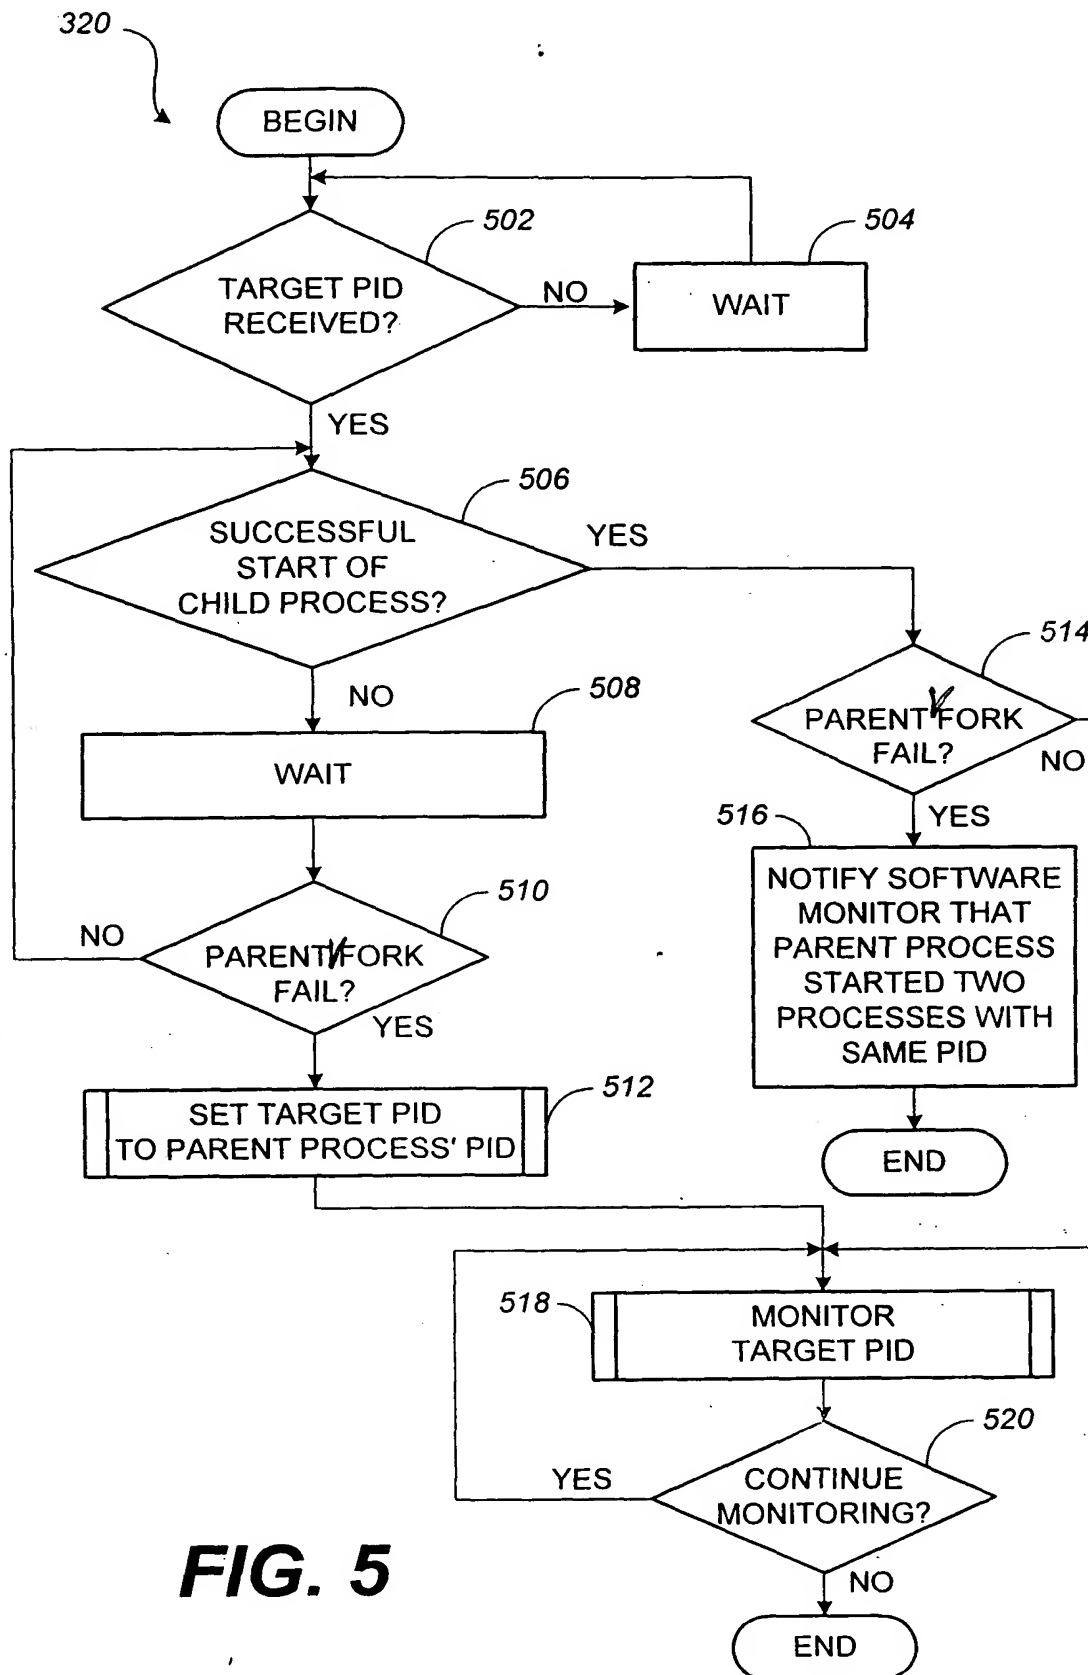 320
BEGIN
502
504
TARGET PID
RECEIVED?
NO
WAIT
YES
506
SUCCESSFUL
START OF
CHILD PROCESS?
YES
514
NO
508
PARENT FORK
FAIL?
NO
WAIT
516
YES
NOTIFY SOFTWARE
MONITOR THAT
PARENT PROCESS
STARTED TWO
PROCESSES WITH
SAME PID
510
NO
PARENT FORK
FAIL?
YES
512
SET TARGET PID
TO PARENT PROCESS' PID
END
518
MONITOR
TARGET PID
520
YES
CONTINUE
MONITORING?
FIG. 5
NO
END